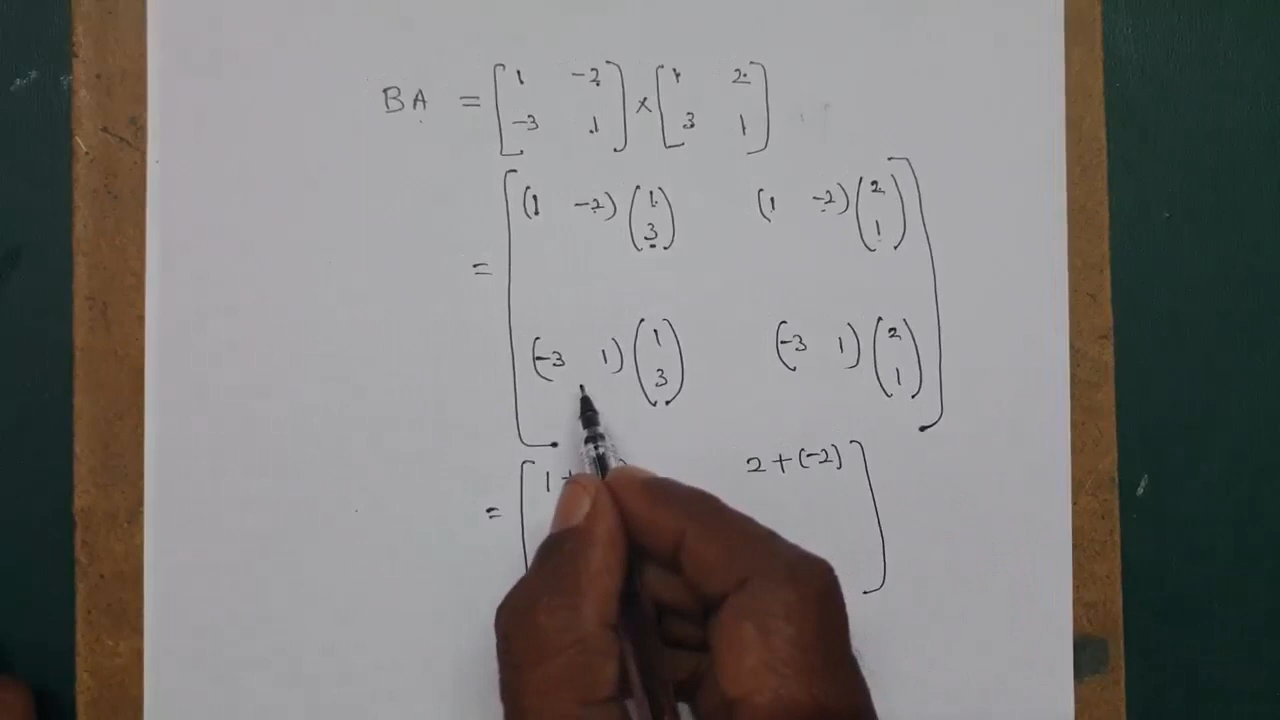 BA = [ 1 -2 ] × [ 1 2 ]
[ -3 1 ] [ 3 1 ]
(1 -2) ( 1 (1 -2) ( 2
3 ) 1 )
=
(-3 1) ( 1 (-3 1) ( 2
3 ) 1 )
= [ 1+ 2+(-2) ]